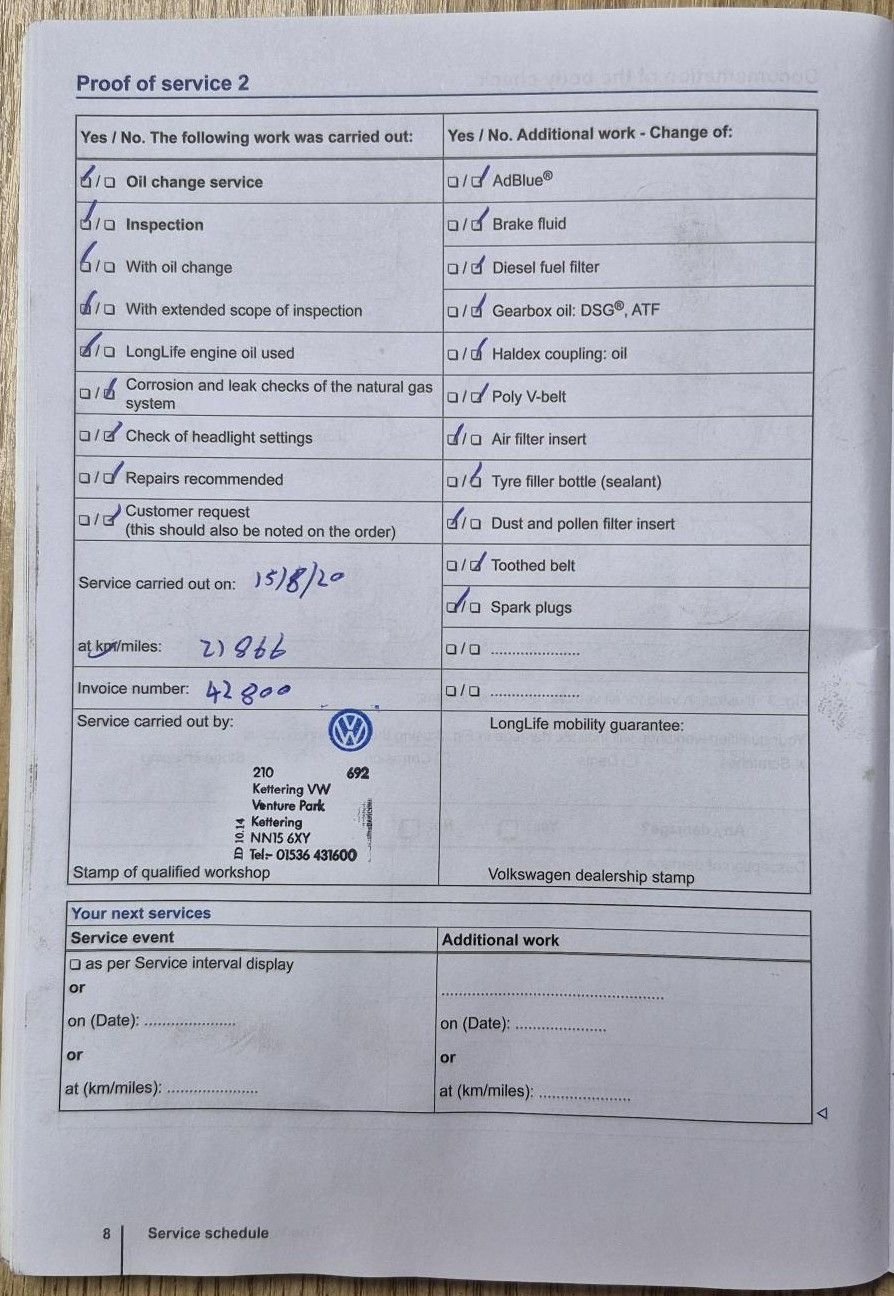 Proof of service 2
Yes / No. The following work was carried out:
☑ / ☐ Oil change service
☑ / ☐ Inspection
☑ / ☐ With oil change
☑ / ☐ With extended scope of inspection
☑ / ☐ LongLife engine oil used
☐ / ☑ Corrosion and leak checks of the natural gas
system
☐ / ☑ Check of headlight settings
☐ / ☑ Repairs recommended
☐ / ☑ Customer request
(this should also be noted on the order)
Service carried out on: 15/8/20
at km/miles: 21866
Invoice number: 42800
Service carried out by:
210 692
Kettering VW
Venture Park
Kettering
NN15 6XY
Tel:- 01536 431600
ID 10.14
Stamp of qualified workshop
Yes / No. Additional work - Change of:
☐ / ☑ AdBlue®
☐ / ☑ Brake fluid
☐ / ☑ Diesel fuel filter
☐ / ☑ Gearbox oil: DSG®, ATF
☐ / ☑ Haldex coupling: oil
☐ / ☑ Poly V-belt
☑ / ☐ Air filter insert
☐ / ☑ Tyre filler bottle (sealant)
☑ / ☐ Dust and pollen filter insert
☐ / ☑ Toothed belt
☑ / ☐ Spark plugs
☐ / ☐ .....................
☐ / ☐ .....................
LongLife mobility guarantee:
Volkswagen dealership stamp
Your next services
Service event
☐ as per Service interval display
or
on (Date): .....................
or
at (km/miles): .....................
Additional work
.....................
on (Date): .....................
or
at (km/miles): .....................
8 Service schedule